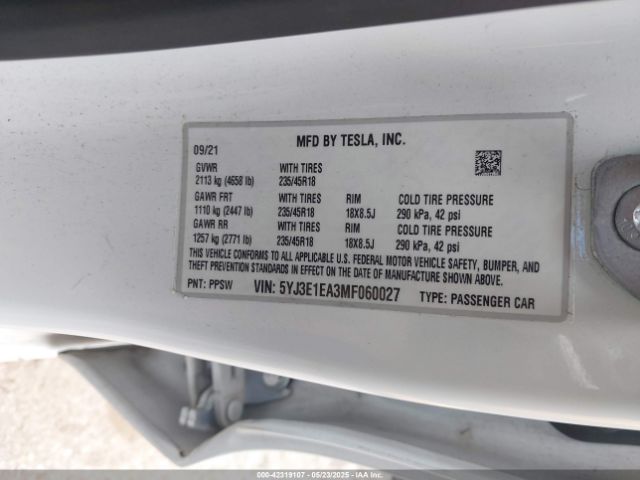 MFD BY TESLA, INC.
09/21
GVWR WITH TIRES
2113 kg (4658 lb) 235/45R18
GAWR FRT WITH TIRES RIM COLD TIRE PRESSURE
1110 kg (2447 lb) 235/45R18 18X8.5J 290 kPa, 42 psi
GAWR RR WITH TIRES RIM COLD TIRE PRESSURE
1257 kg (2771 lb) 235/45R18 18X8.5J 290 kPa, 42 psi
THIS VEHICLE CONFORMS TO ALL APPLICABLE U.S. FEDERAL MOTOR VEHICLE SAFETY, BUMPER, AND
THEFT PREVENTION STANDARDS IN EFFECT ON THE DATE OF MANUFACTURE SHOWN ABOVE.
PNT: PPSW VIN: 5YJ3E1EA3MF060027 TYPE: PASSENGER CAR
000-42319107 - 05/23/2025 - IAAI.COM